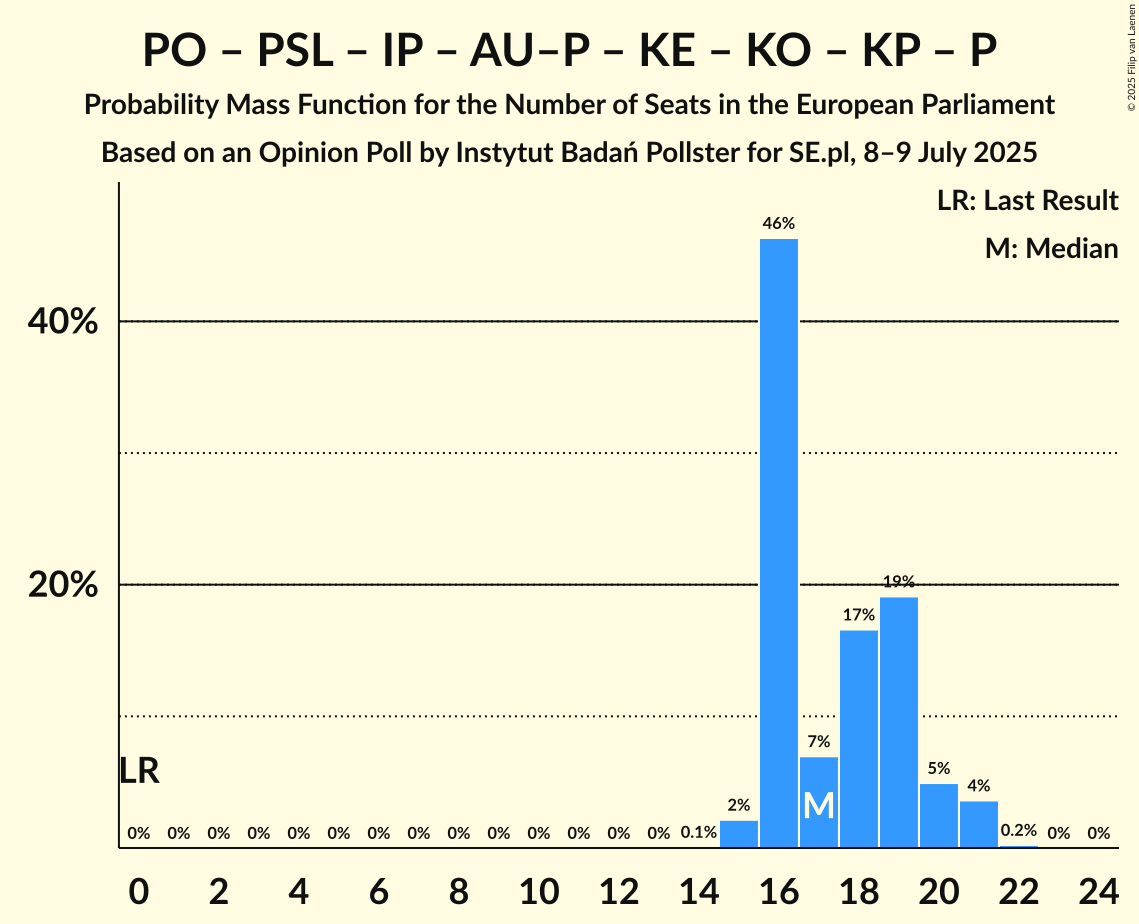 PO – PSL – IP – AU–P – KE – KO – KP – P
Probability Mass Function for the Number of Seats in the European Parliament
Based on an Opinion Poll by Instytut Badań Pollster for SE.pl, 8–9 July 2025
© 2025 Filip van Laenen
LR: Last Result
M: Median
46%
40%
20%
19%
17%
7%
LR
5%
4%
M
2%
0% 0% 0% 0% 0% 0% 0% 0% 0% 0% 0% 0% 0% 0% 0.1% 0.2% 0% 0%
0 2 4 6 8 10 12 14 16 18 20 22 24